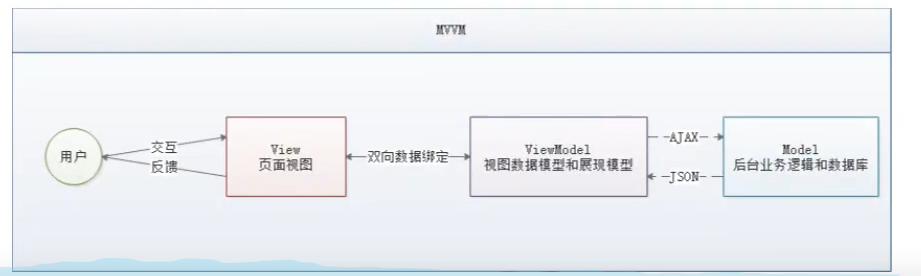 MVVM
用户
交互
反馈
View
页面视图
双向数据绑定
ViewModel
视图数据模型和展现模型
AJAX
JSON
Model
后台业务逻辑和数据库